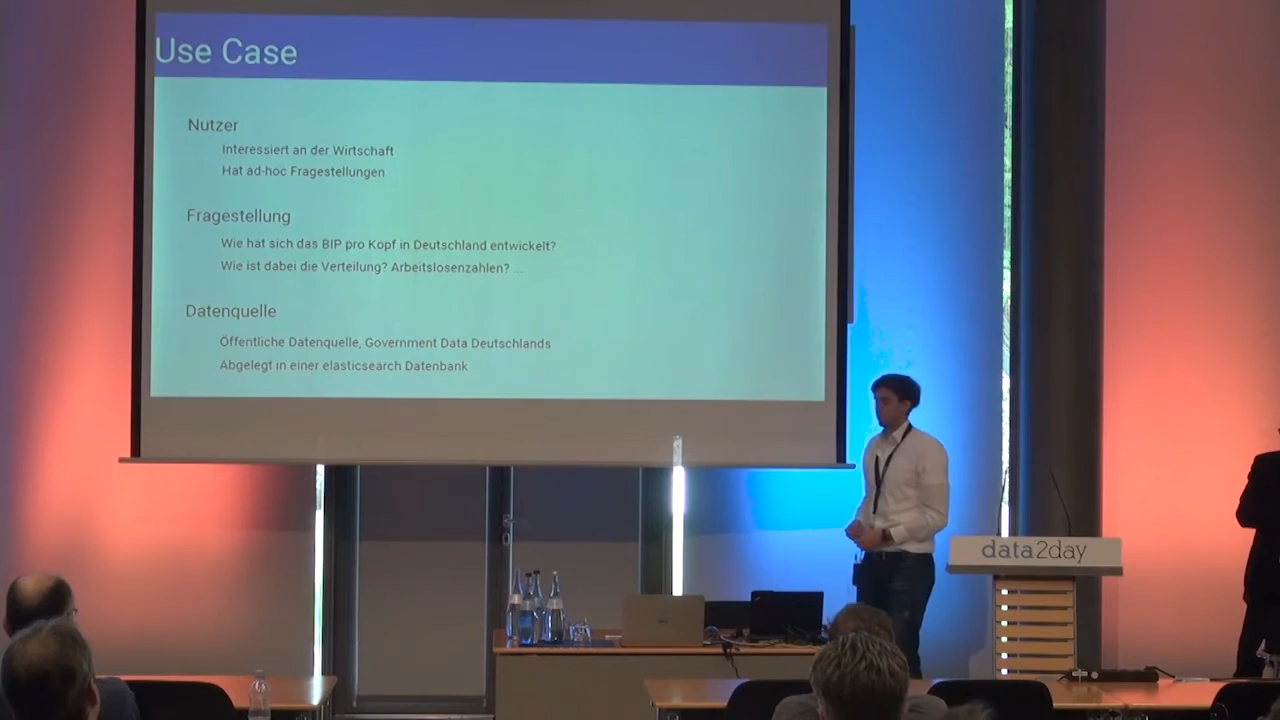 Use Case
Nutzer
Interessiert an der Wirtschaft
Hat ad-hoc Fragestellungen
Fragestellung
Wie hat sich das BIP pro Kopf in Deutschland entwickelt?
Wie ist dabei die Verteilung? Arbeitslosenzahlen? ...
Datenquelle
Öffentliche Datenquelle, Government Data Deutschlands
Abgelegt in einer elasticsearch Datenbank
data2day